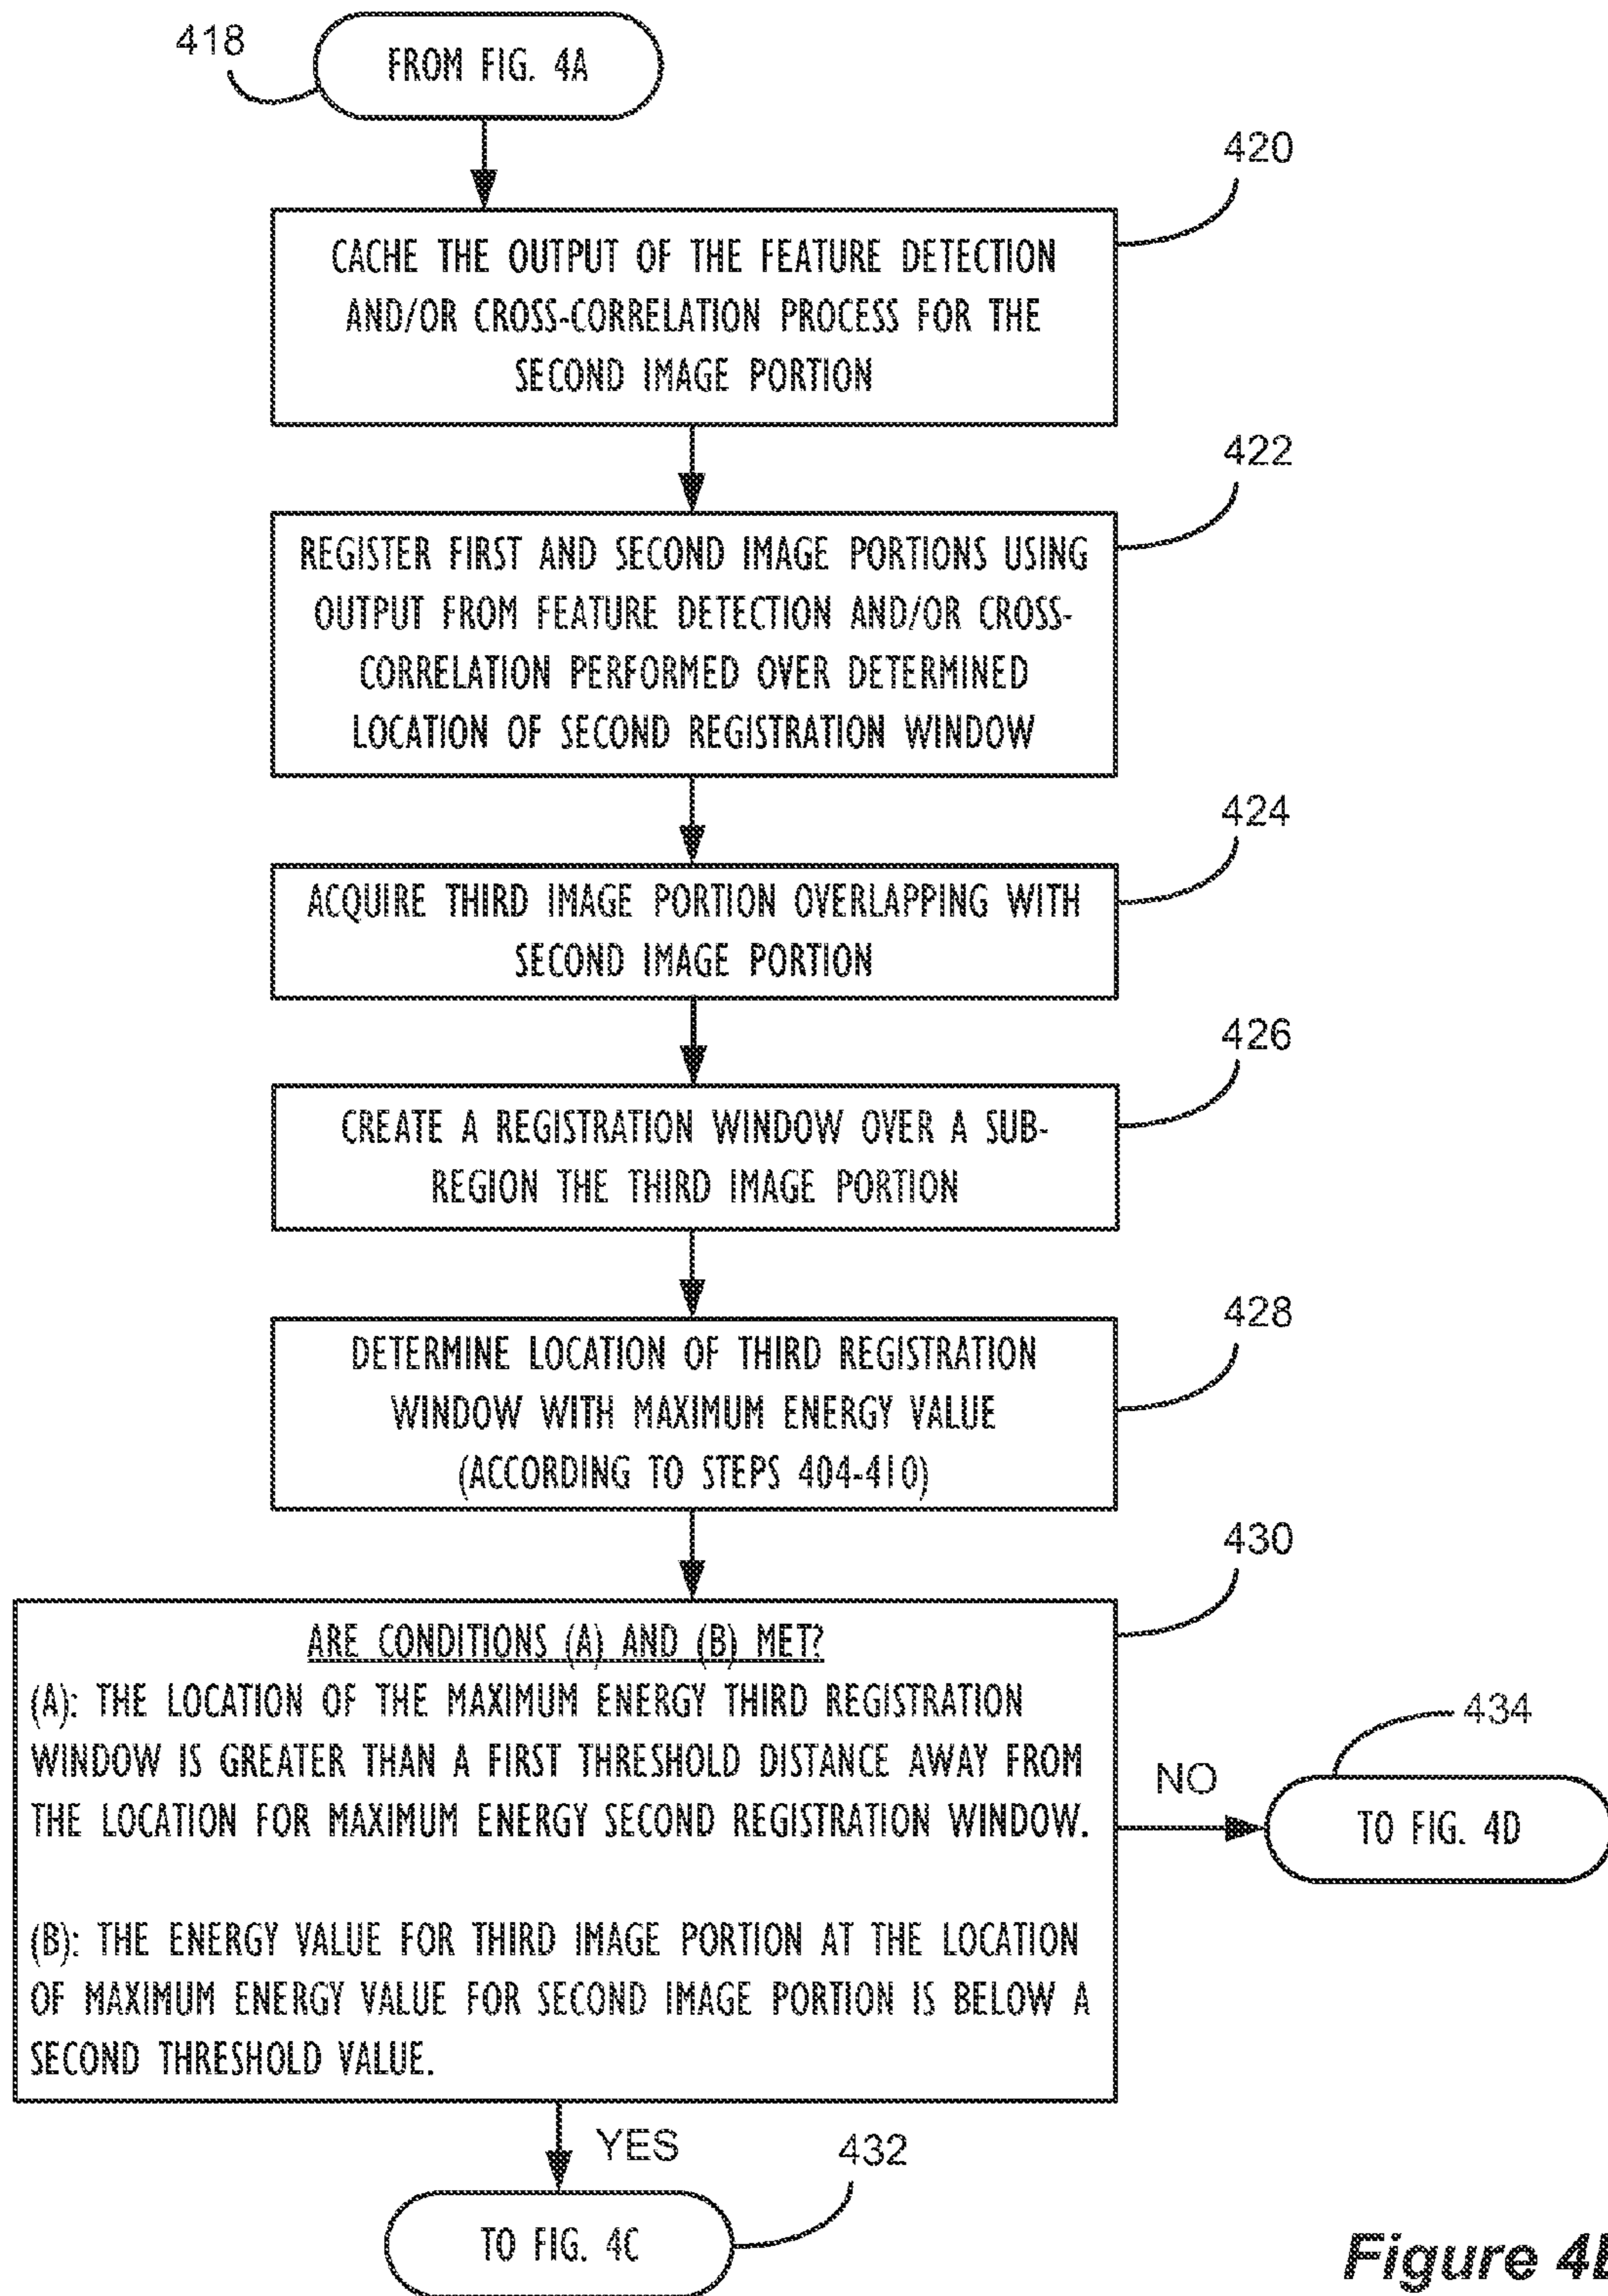 418
FROM FIG. 4A
420
CACHE THE OUTPUT OF THE FEATURE DETECTION
AND/OR CROSS-CORRELATION PROCESS FOR THE
SECOND IMAGE PORTION
422
REGISTER FIRST AND SECOND IMAGE PORTIONS USING
OUTPUT FROM FEATURE DETECTION AND/OR CROSS-
CORRELATION PERFORMED OVER DETERMINED
LOCATION OF SECOND REGISTRATION WINDOW
424
ACQUIRE THIRD IMAGE PORTION OVERLAPPING WITH
SECOND IMAGE PORTION
426
CREATE A REGISTRATION WINDOW OVER A SUB-
REGION THE THIRD IMAGE PORTION
428
DETERMINE LOCATION OF THIRD REGISTRATION
WINDOW WITH MAXIMUM ENERGY VALUE
(ACCORDING TO STEPS 404-410)
430
ARE CONDITIONS (A) AND (B) MET?
(A): THE LOCATION OF THE MAXIMUM ENERGY THIRD REGISTRATION
WINDOW IS GREATER THAN A FIRST THRESHOLD DISTANCE AWAY FROM
THE LOCATION FOR MAXIMUM ENERGY SECOND REGISTRATION WINDOW.
(B): THE ENERGY VALUE FOR THIRD IMAGE PORTION AT THE LOCATION
OF MAXIMUM ENERGY VALUE FOR SECOND IMAGE PORTION IS BELOW A
SECOND THRESHOLD VALUE.
434
NO
TO FIG. 4D
YES
432
TO FIG. 4C
Figure